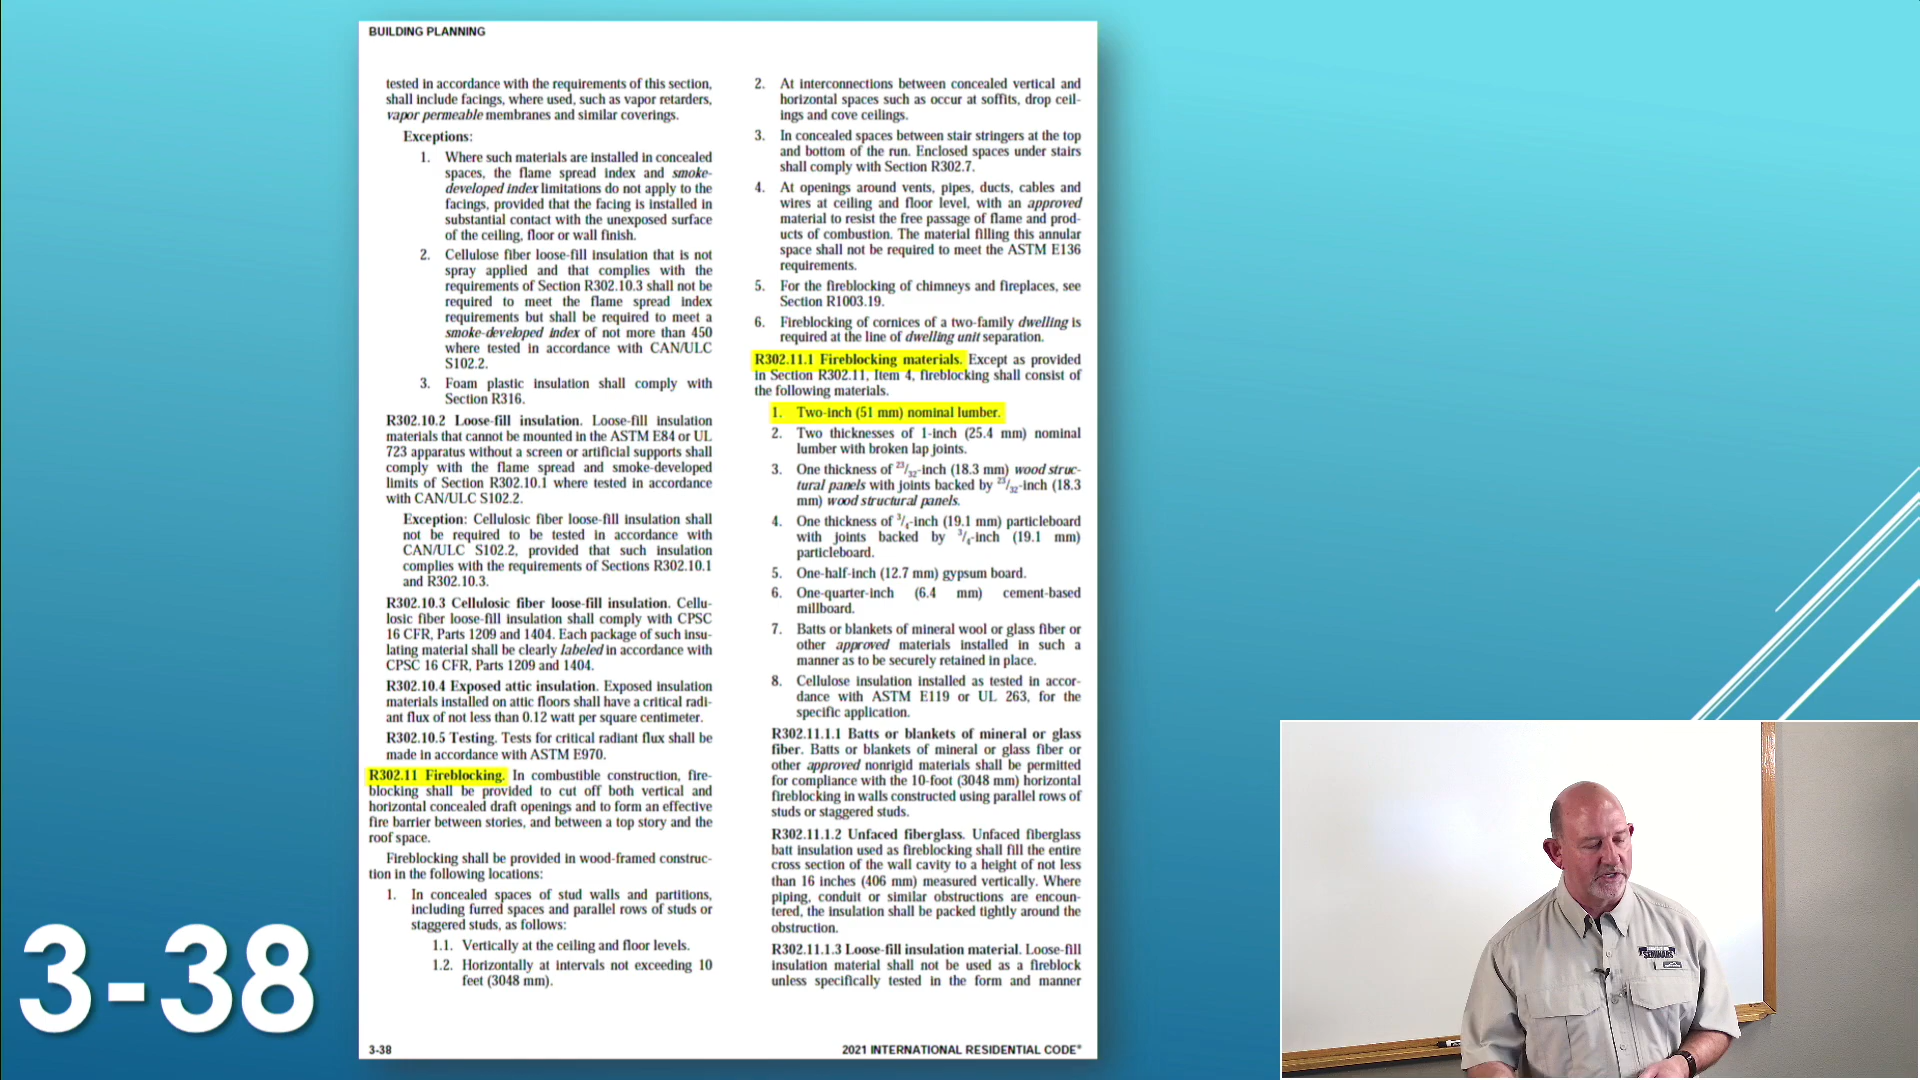 BUILDING PLANNING
tested in accordance with the requirements of this section,
shall include facings, where used, such as vapor retarders,
vapor permeable membranes and similar coverings.
Exceptions:
1. Where such materials are installed in concealed
spaces, the flame spread index and smoke-
developed index limitations do not apply to the
facings, provided that the facing is installed in
substantial contact with the unexposed surface
of the ceiling, floor or wall finish.
2. Cellulose fiber loose-fill insulation that is not
spray applied and that complies with the
requirements of Section R302.10.3 shall not be
required to meet the flame spread index
requirements but shall be required to meet a
smoke-developed index of not more than 450
where tested in accordance with CAN/ULC
S102.2.
3. Foam plastic insulation shall comply with
Section R316.
R302.10.2 Loose-fill insulation. Loose-fill insulation
materials that cannot be mounted in the ASTM E84 or UL
723 apparatus without a screen or artificial supports shall
comply with the flame spread and smoke-developed
limits of Section R302.10.1 where tested in accordance
with CAN/ULC S102.2.
Exception: Cellulosic fiber loose-fill insulation shall
not be required to be tested in accordance with
CAN/ULC S102.2, provided that such insulation
complies with the requirements of Sections R302.10.1
and R302.10.3.
R302.10.3 Cellulosic fiber loose-fill insulation. Cellu-
losic fiber loose-fill insulation shall comply with CPSC
16 CFR, Parts 1209 and 1404. Each package of such insu-
lating material shall be clearly labeled in accordance with
CPSC 16 CFR, Parts 1209 and 1404.
R302.10.4 Exposed attic insulation. Exposed insulation
materials installed on attic floors shall have a critical radi-
ant flux of not less than 0.12 watt per square centimeter.
R302.10.5 Testing. Tests for critical radiant flux shall be
made in accordance with ASTM E970.
R302.11 Fireblocking. In combustible construction, fire-
blocking shall be provided to cut off both vertical and
horizontal concealed draft openings and to form an effective
fire barrier between stories, and between a top story and the
roof space.
Fireblocking shall be provided in wood-framed construc-
tion in the following locations:
1. In concealed spaces of stud walls and partitions,
including furred spaces and parallel rows of studs or
staggered studs, as follows:
1.1. Vertically at the ceiling and floor levels.
1.2. Horizontally at intervals not exceeding 10
feet (3048 mm).
2. At interconnections between concealed vertical and
horizontal spaces such as occur at soffits, drop ceil-
ings and cove ceilings.
3. In concealed spaces between stair stringers at the top
and bottom of the run. Enclosed spaces under stairs
shall comply with Section R302.7.
4. At openings around vents, pipes, ducts, cables and
wires at ceiling and floor level, with an approved
material to resist the free passage of flame and prod-
ucts of combustion. The material filling this annular
space shall not be required to meet the ASTM E136
requirements.
5. For the fireblocking of chimneys and fireplaces, see
Section R1003.19.
6. Fireblocking of cornices of a two-family dwelling is
required at the line of dwelling unit separation.
R302.11.1 Fireblocking materials. Except as provided
in Section R302.11, Item 4, fireblocking shall consist of
the following materials.
1. Two-inch (51 mm) nominal lumber.
2. Two thicknesses of 1-inch (25.4 mm) nominal
lumber with broken lap joints.
3. One thickness of 23/32-inch (18.3 mm) wood struc-
tural panels with joints backed by 23/32-inch (18.3
mm) wood structural panels.
4. One thickness of 3/4-inch (19.1 mm) particleboard
with joints backed by 3/4-inch (19.1 mm)
particleboard.
5. One-half-inch (12.7 mm) gypsum board.
6. One-quarter-inch (6.4 mm) cement-based
millboard.
7. Batts or blankets of mineral wool or glass fiber or
other approved materials installed in such a
manner as to be securely retained in place.
8. Cellulose insulation installed as tested in accor-
dance with ASTM E119 or UL 263, for the
specific application.
R302.11.1.1 Batts or blankets of mineral or glass
fiber. Batts or blankets of mineral or glass fiber or
other approved nonrigid materials shall be permitted
for compliance with the 10-foot (3048 mm) horizontal
fireblocking in walls constructed using parallel rows of
studs or staggered studs.
R302.11.1.2 Unfaced fiberglass. Unfaced fiberglass
batt insulation used as fireblocking shall fill the entire
cross section of the wall cavity to a height of not less
than 16 inches (406 mm) measured vertically. Where
piping, conduit or similar obstructions are encoun-
tered, the insulation shall be packed tightly around the
obstruction.
R302.11.1.3 Loose-fill insulation material. Loose-fill
insulation material shall not be used as a fireblock
unless specifically tested in the form and manner
3-38
2021 INTERNATIONAL RESIDENTIAL CODE®
3-38
SEMINARS